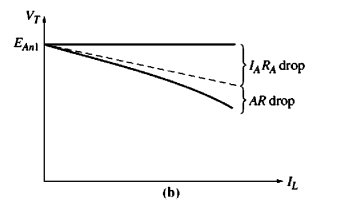 V_T
E_An1
I_A R_A drop
AR drop
I_L
(b)